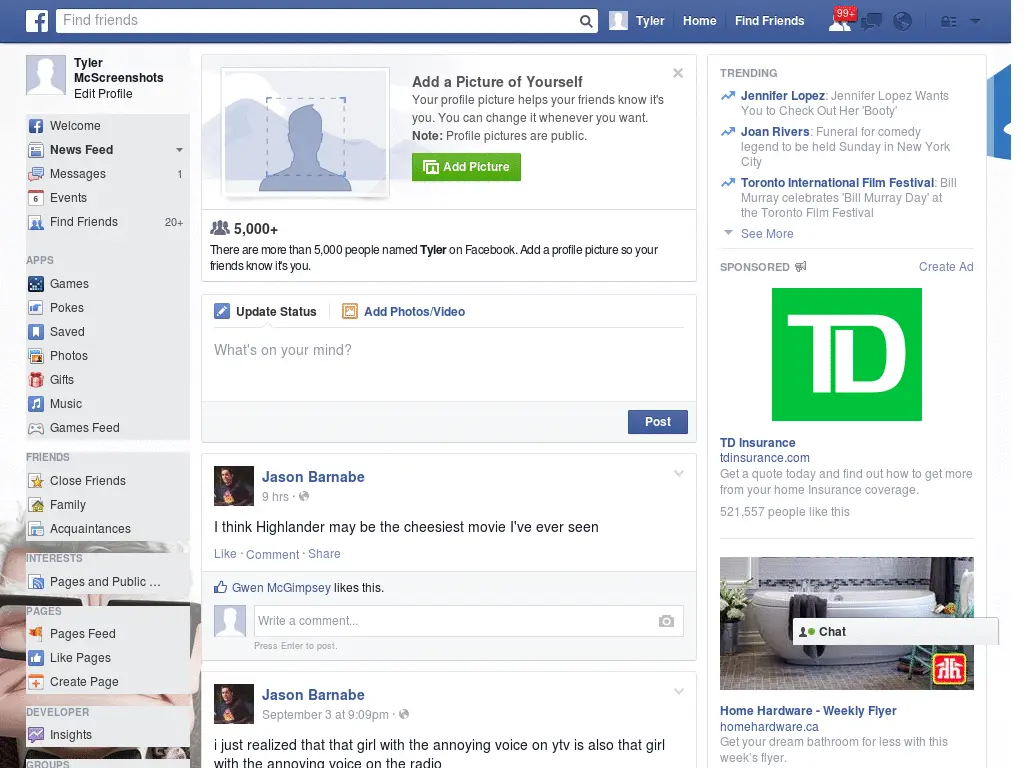 Find friends
Tyler
Home
Find Friends
99+
Tyler
McScreenshots
Edit Profile
Welcome
News Feed
Messages 1
6 Events
Find Friends 20+
APPS
Games
Pokes
Saved
Photos
Gifts
Music
Games Feed
FRIENDS
Close Friends
Family
Acquaintances
INTERESTS
Pages and Public ...
PAGES
Pages Feed
Like Pages
Create Page
DEVELOPER
Insights
GROUPS
Add a Picture of Yourself
Your profile picture helps your friends know it's
you. You can change it whenever you want.
Note: Profile pictures are public.
Add Picture
5,000+
There are more than 5,000 people named Tyler on Facebook. Add a profile picture so your
friends know it's you.
Update Status
Add Photos/Video
What's on your mind?
Post
Jason Barnabe
9 hrs ·
I think Highlander may be the cheesiest movie I've ever seen
Like · Comment · Share
Gwen McGimpsey likes this.
Write a comment...
Press Enter to post.
Jason Barnabe
September 3 at 9:09pm ·
i just realized that that girl with the annoying voice on ytv is also that girl
with the annoying voice on the radio
TRENDING
Jennifer Lopez: Jennifer Lopez Wants
You to Check Out Her 'Booty'
Joan Rivers: Funeral for comedy
legend to be held Sunday in New York
City
Toronto International Film Festival: Bill
Murray celebrates 'Bill Murray Day' at
the Toronto Film Festival
See More
SPONSORED
Create Ad
TD
TD Insurance
tdinsurance.com
Get a quote today and find out how to get more
from your home Insurance coverage.
521,557 people like this
Chat
Home Hardware - Weekly Flyer
homehardware.ca
Get your dream bathroom for less with this
week's flyer.